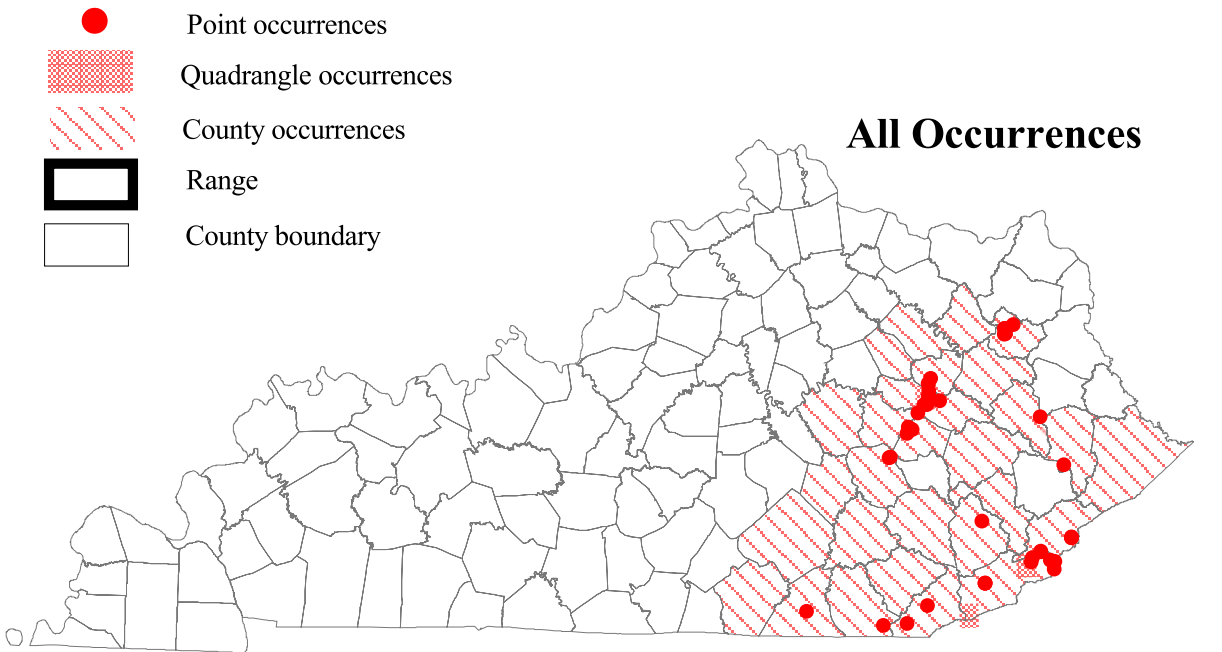 Point occurrences
Quadrangle occurrences
County occurrences
Range
County boundary
All Occurrences